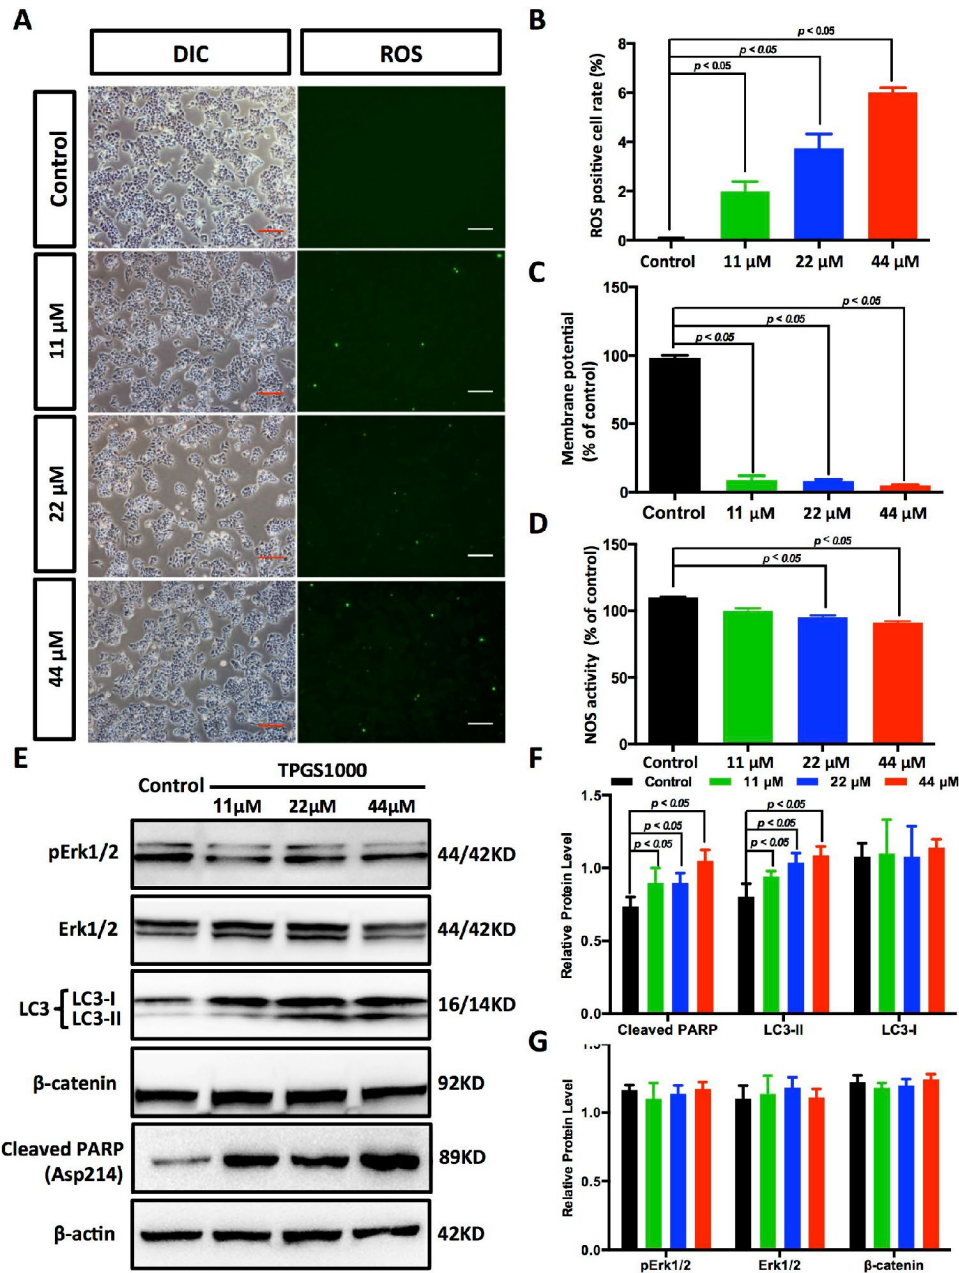 A
DIC
ROS
Control
11 μM
22 μM
44 μM
B
ROS positive cell rate (%)
8
6
4
2
0
p < 0.05
p < 0.05
p < 0.05
Control
11 μM
22 μM
44 μM
C
Membrane potential
(% of control)
150
100
50
0
p < 0.05
p < 0.05
p < 0.05
Control
11 μM
22 μM
44 μM
D
NOS activity (% of control)
150
100
50
0
p < 0.05
p < 0.05
Control
11 μM
22 μM
44 μM
E
TPGS1000
Control
11μM
22μM
44μM
pErk1/2
44/42KD
Erk1/2
44/42KD
LC3
LC3-I
LC3-II
16/14KD
β-catenin
92KD
Cleaved PARP
(Asp214)
89KD
β-actin
42KD
F
Control
11 μM
22 μM
44 μM
Relative Protein Level
1.5
1.0
0.5
0.0
p < 0.05
p < 0.05
p < 0.05
p < 0.05
p < 0.05
p < 0.05
Cleaved PARP
LC3-II
LC3-I
G
Relative Protein Level
1.0
0.5
0.0
pErk1/2
Erk1/2
β-catenin